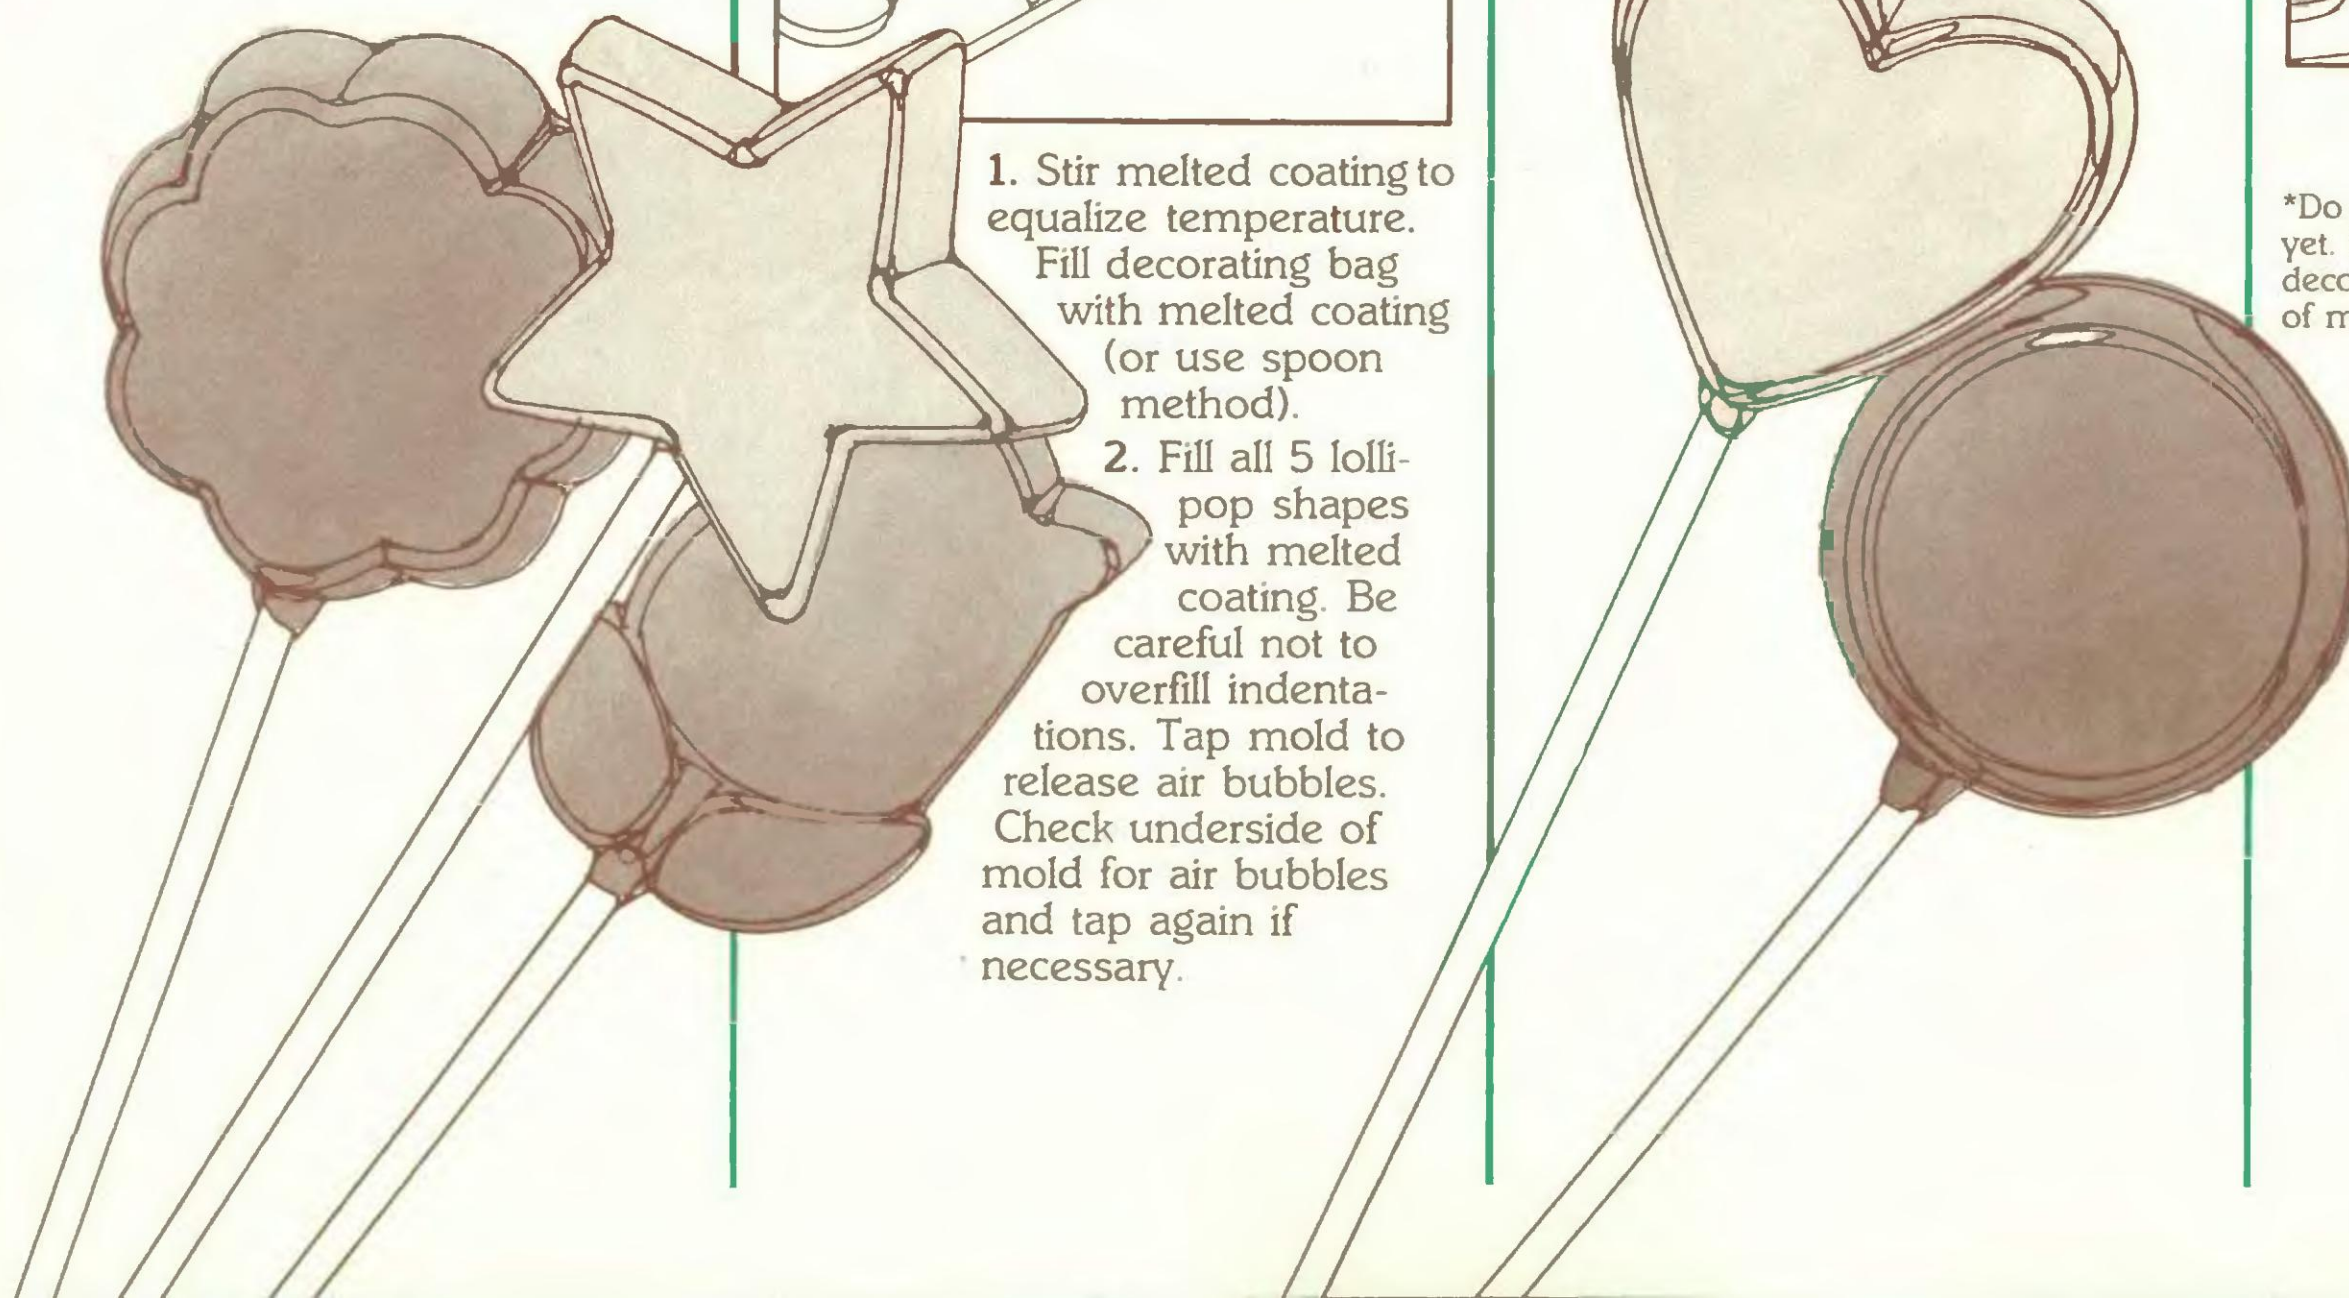 1. Stir melted coating to
equalize temperature.
Fill decorating bag
with melted coating
(or use spoon
method).
2. Fill all 5 lolli-
pop shapes
with melted
coating. Be
careful not to
overfill indenta-
tions. Tap mold to
release air bubbles.
Check underside of
mold for air bubbles
and tap again if
necessary.
*Do
yet.
of